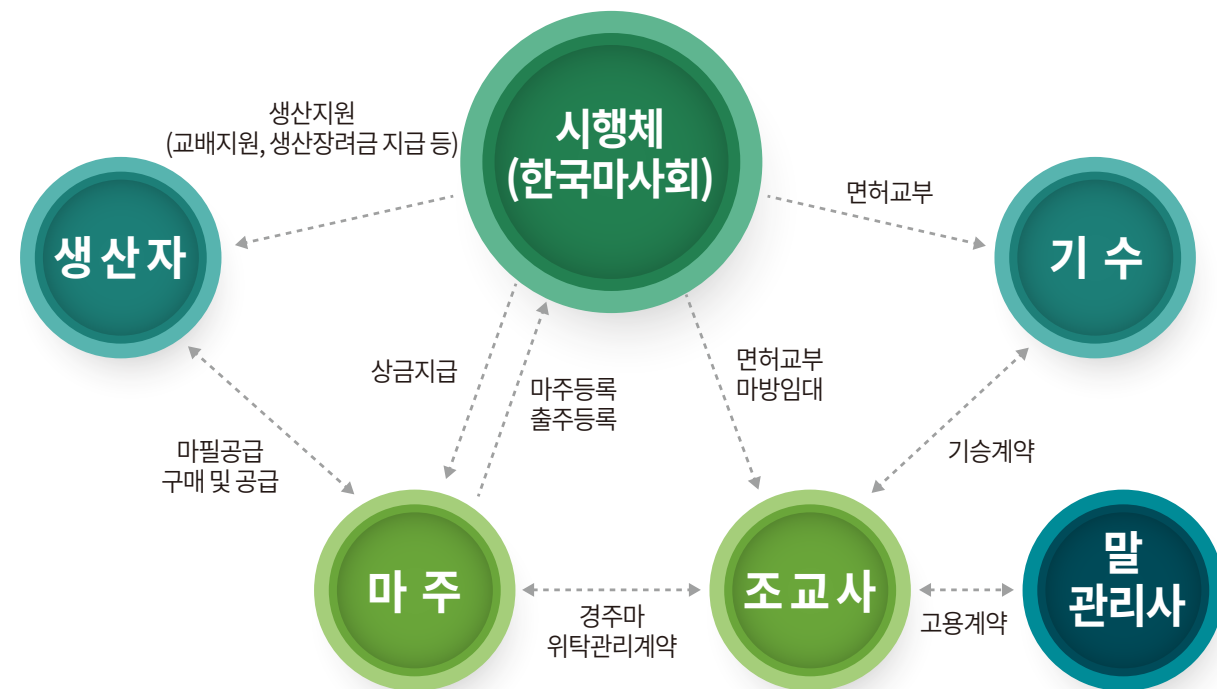 생산지원
(교배지원, 생산장려금 지급 등)
시행체
(한국마사회)
면허교부
생산자
기 수
상금지급
마주등록
출주등록
면허교부
마방임대
마필공급
구매 및 공급
기승계약
마 주
조교사
말
관리사
경주마
위탁관리계약
고용계약